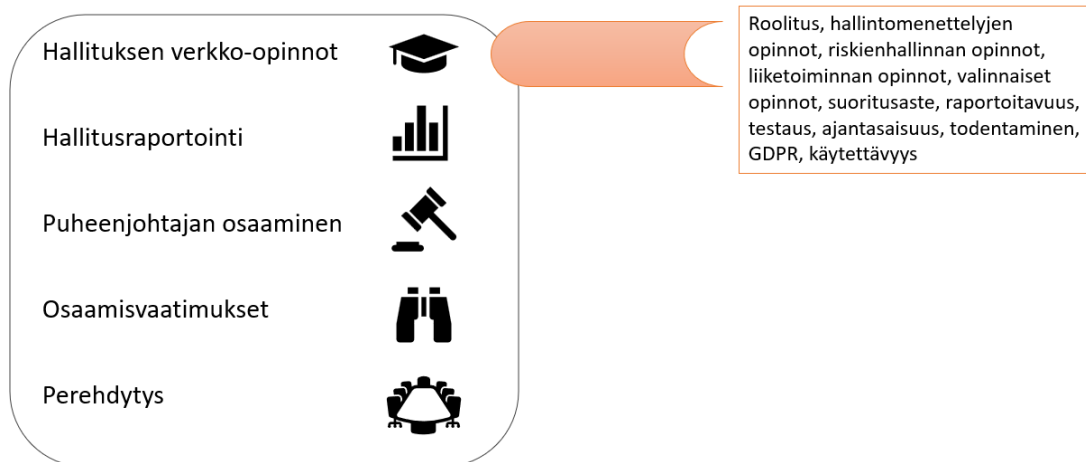 Hallituksen verkko-opinnot
Hallitusraportointi
Puheenjohtajan osaaminen
Osaamisvaatimukset
Perehdytys
Roolitus, hallintomenettelyjen
opinnot, riskienhallinnan opinnot,
liiketoiminnan opinnot, valinnaiset
opinnot, suoritusaste, raportoitavuus,
testaus, ajantasaisuus, todentaminen,
GDPR, käytettävyys